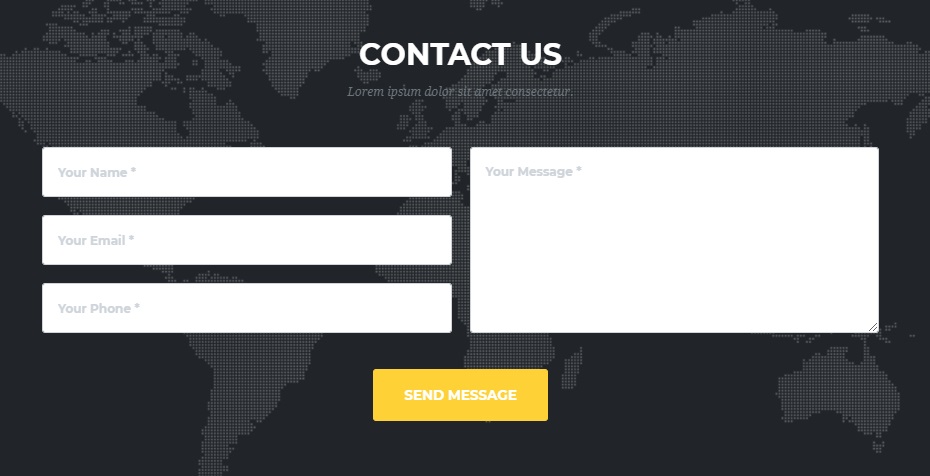 CONTACT US
Lorem ipsum dolor sit amet consectetur.
Your Name *
Your Email *
Your Phone *
Your Message *
SEND MESSAGE